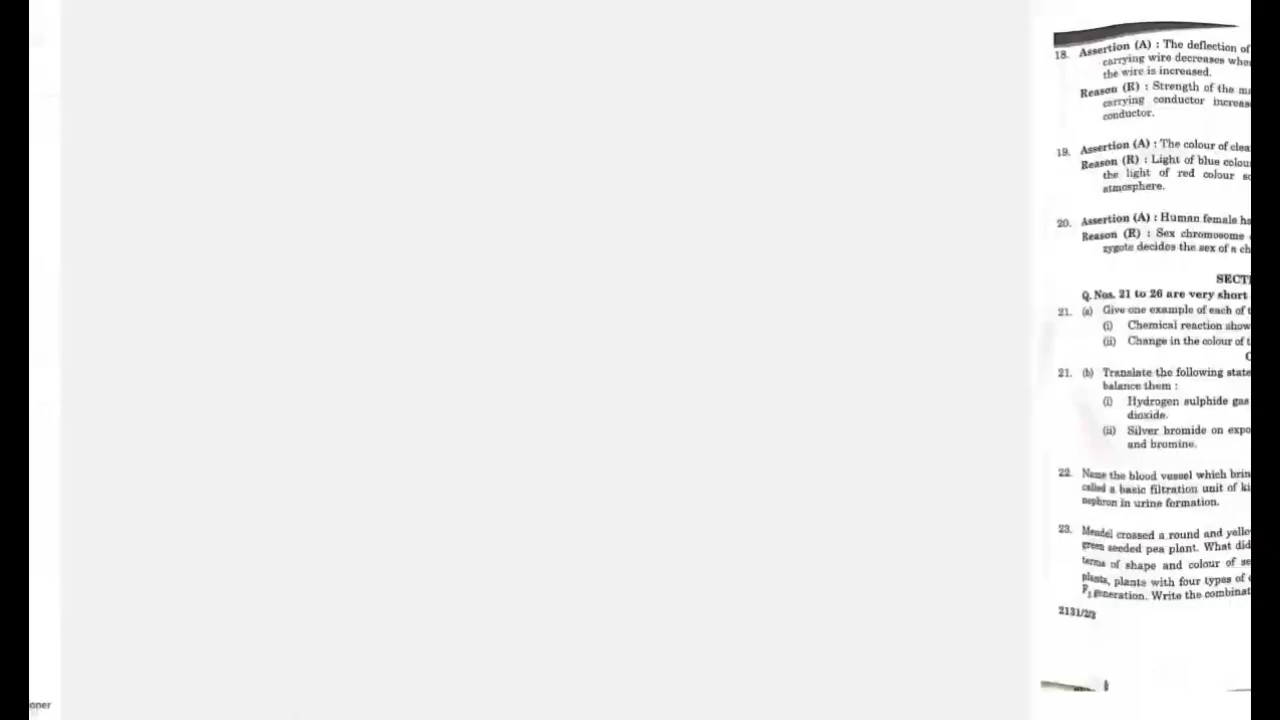 18. Assertion (A) : The deflection of
carrying wire decreases whe
the wire is increased.
Reason (R) : Strength of the ma
carrying conductor increase
conductor.
19. Assertion (A) : The colour of clea
Reason (R) : Light of blue colou
the light of red colour sc
atmosphere.
20. Assertion (A) : Human female ha
Reason (R) : Sex chromosome
zygote decides the sex of a ch
SECTI
Q. Nos. 21 to 26 are very short
21. (a) Give one example of each of t
(i) Chemical reaction show
(ii) Change in the colour of t
21. (b) Translate the following state
balance them :
(i) Hydrogen sulphide gas
dioxide.
(ii) Silver bromide on expo
and bromine.
22. Name the blood vessel which brin
called a basic filtration unit of ki
nephron in urine formation.
23. Mendel crossed a round and yello
green seeded pea plant. What did
terms of shape and colour of se
plants, plants with four types of
generation. Write the combinat
2131/2/3
oner